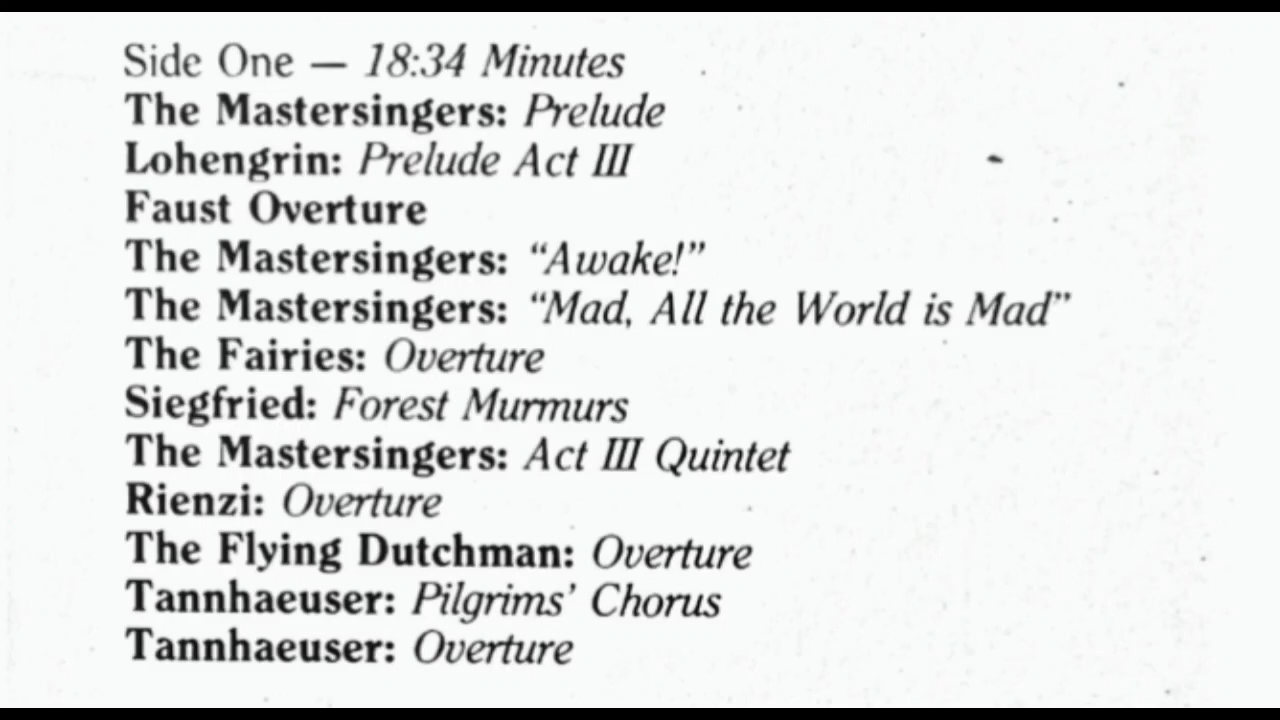 Side One — 18:34 Minutes
The Mastersingers: Prelude
Lohengrin: Prelude Act III
Faust Overture
The Mastersingers: “Awake!”
The Mastersingers: “Mad, All the World is Mad”
The Fairies: Overture
Siegfried: Forest Murmurs
The Mastersingers: Act III Quintet
Rienzi: Overture
The Flying Dutchman: Overture
Tannhaeuser: Pilgrims’ Chorus
Tannhaeuser: Overture